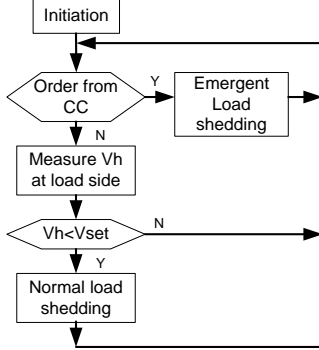 Initiation
Order from
CC
Y
Emergent
Load
shedding
N
Measure Vh
at load side
Vh<Vset
N
Y
Normal load
shedding